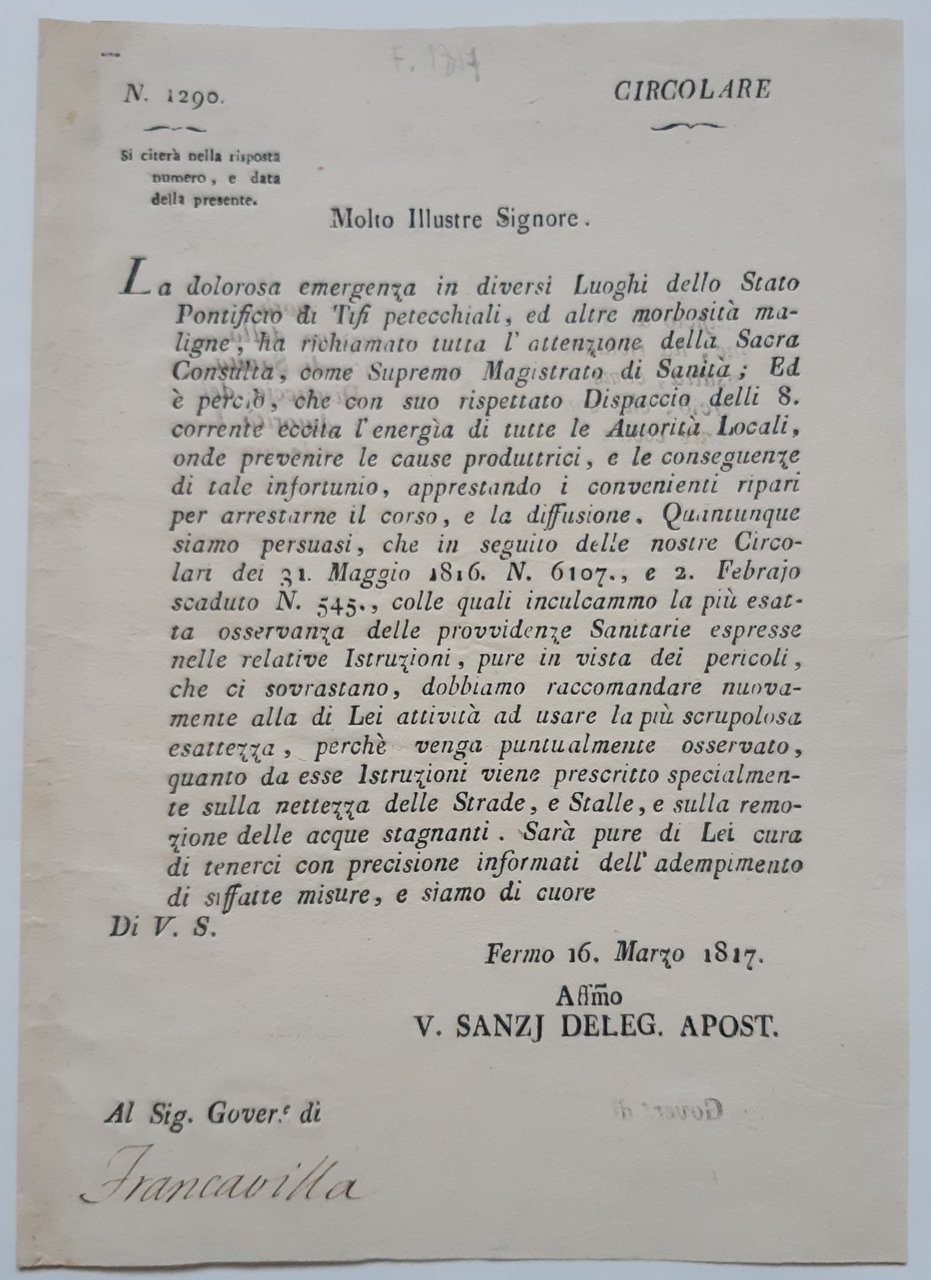 N. 1290.
CIRCOLARE
Si citerà nella risposta
numero, e data
della presente.
Molto Illustre Signore.
La dolorosa emergenza in diversi Luoghi dello Stato
Pontificio di Tifi petecchiali, ed altre morbosità ma-
ligne, ha richiamato tutta l'attenzione della Sacra
Consulta, come Supremo Magistrato di Sanità; Ed
è perciò, che con suo rispettato Dispaccio delli 8.
corrente eccita l'energìa di tutte le Autorità Locali,
onde prevenire le cause produttrici, e le conseguenze
di tale infortunio, apprestando i convenienti ripari
per arrestarne il corso, e la diffusione. Quantunque
siamo persuasi, che in seguito delle nostre Circo-
lari dei 31. Maggio 1816. N. 6107., e 2. Febrajo
scaduto N. 545., colle quali inculcammo la più esat-
ta osservanza delle provvidenze Sanitarie espresse
nelle relative Istruzioni, pure in vista dei pericoli,
che ci sovrastano, dobbiamo raccomandare nuova-
mente alla di Lei attività ad usare la più scrupolosa
esattezza, perchè venga puntualmente osservato,
quanto da esse Istruzioni viene prescritto specialmen-
te sulla nettezza delle Strade, e Stalle, e sulla remo-
zione delle acque stagnanti. Sarà pure di Lei cura
di tenerci con precisione informati dell'adempimento
di siffatte misure, e siamo di cuore
Di V. S.
Fermo 16. Marzo 1817.
Affm̃o
V. SANZJ DELEG. APOST.
Al Sig. Gover.e di
Francavilla